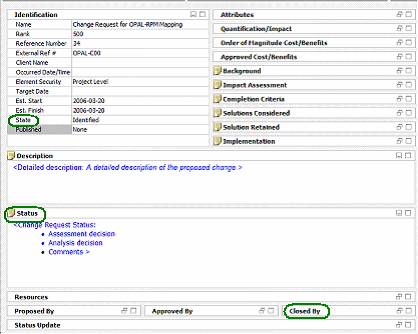 Identification
Name Change Request for OPAL-RPM Mapping
Rank 500
Reference Number 34
External Ref # OPAL-C00
Client Name
Occurred Date/Time
Element Security Project Level
Target Date
Est. Start 2006-03-20
Est. Finish 2006-03-20
State Identified
Published None
Attributes
Quantification/Impact
Order of Magnitude Cost/Benefits
Approved Cost/Benefits
Background
Impact Assessment
Completion Criteria
Solutions Considered
Solution Retained
Implementation
Description
<Detailed description: A detailed description of the proposed change >
Status
<Change Request Status:
• Assessment decision
• Analysis decision
• Comments >
Resources
Proposed By Approved By Closed By
Status Update